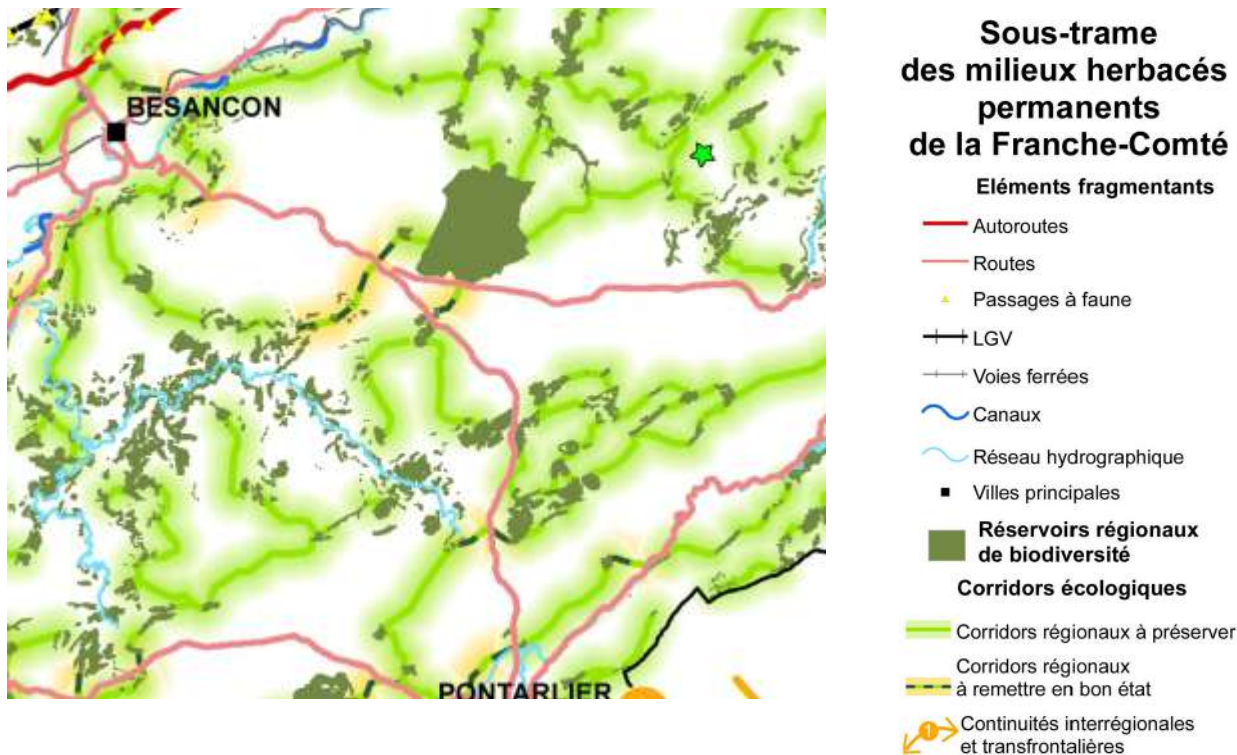 BESANCON
PONTARLIER
Sous-trame
des milieux herbacés
permanents
de la Franche-Comté
Eléments fragmentants
Autoroutes
Routes
Passages à faune
LGV
Voies ferrées
Canaux
Réseau hydrographique
Villes principales
Réservoirs régionaux
de biodiversité
Corridors écologiques
Corridors régionaux à préserver
Corridors régionaux
à remettre en bon état
1
Continuités interrégionales
et transfrontalières